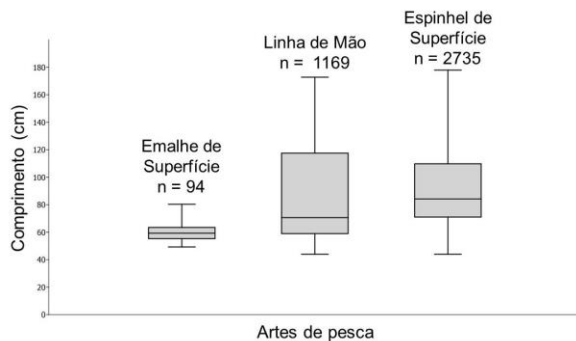 Espinhel de
Superfície
n = 2735
Linha de Mão
n = 1169
Emalhe de
Superfície
n = 94
Comprimento (cm)
180
160
140
120
100
80
60
40
20
0
Artes de pesca